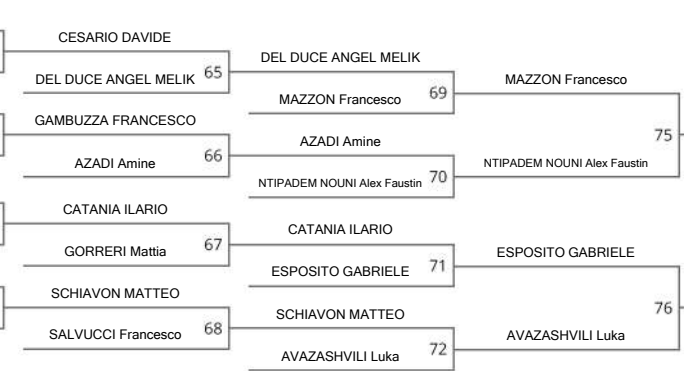 CESARIO DAVIDE
DEL DUCE ANGEL MELIK
65
DEL DUCE ANGEL MELIK
MAZZON Francesco
69
MAZZON Francesco
GAMBUZZA FRANCESCO
AZADI Amine
66
AZADI Amine
NTIPADEM NOUNI Alex Faustin
70
NTIPADEM NOUNI Alex Faustin
75
CATANIA ILARIO
GORRERI Mattia
67
CATANIA ILARIO
ESPOSITO GABRIELE
71
ESPOSITO GABRIELE
SCHIAVON MATTEO
SALVUCCI Francesco
68
SCHIAVON MATTEO
AVAZASHVILI Luka
72
AVAZASHVILI Luka
76